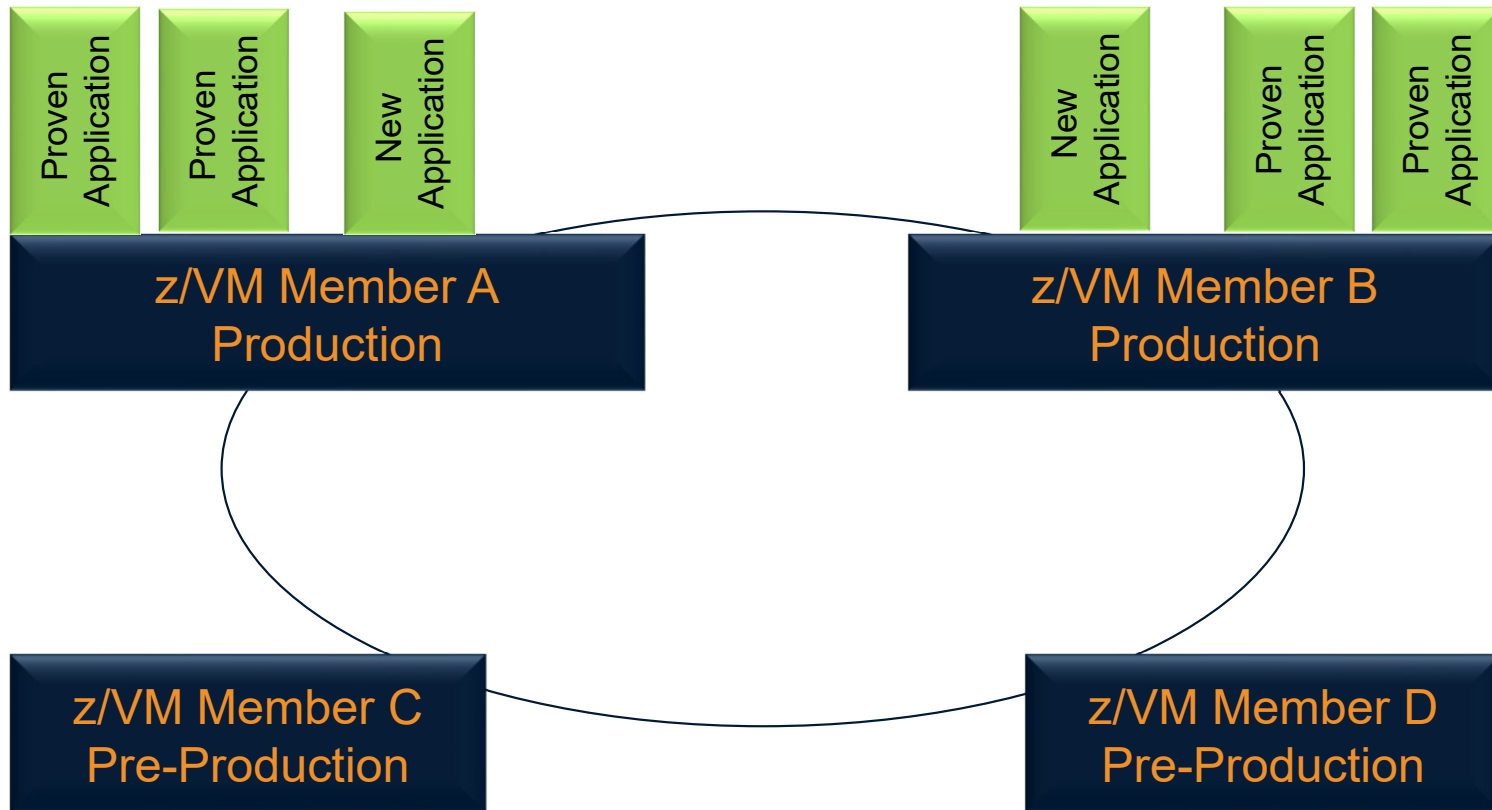 Proven
Application
Proven
Application
New
Application
New
Application
Proven
Application
Proven
Application
z/VM Member A
Production
z/VM Member B
Production
z/VM Member C
Pre-Production
z/VM Member D
Pre-Production